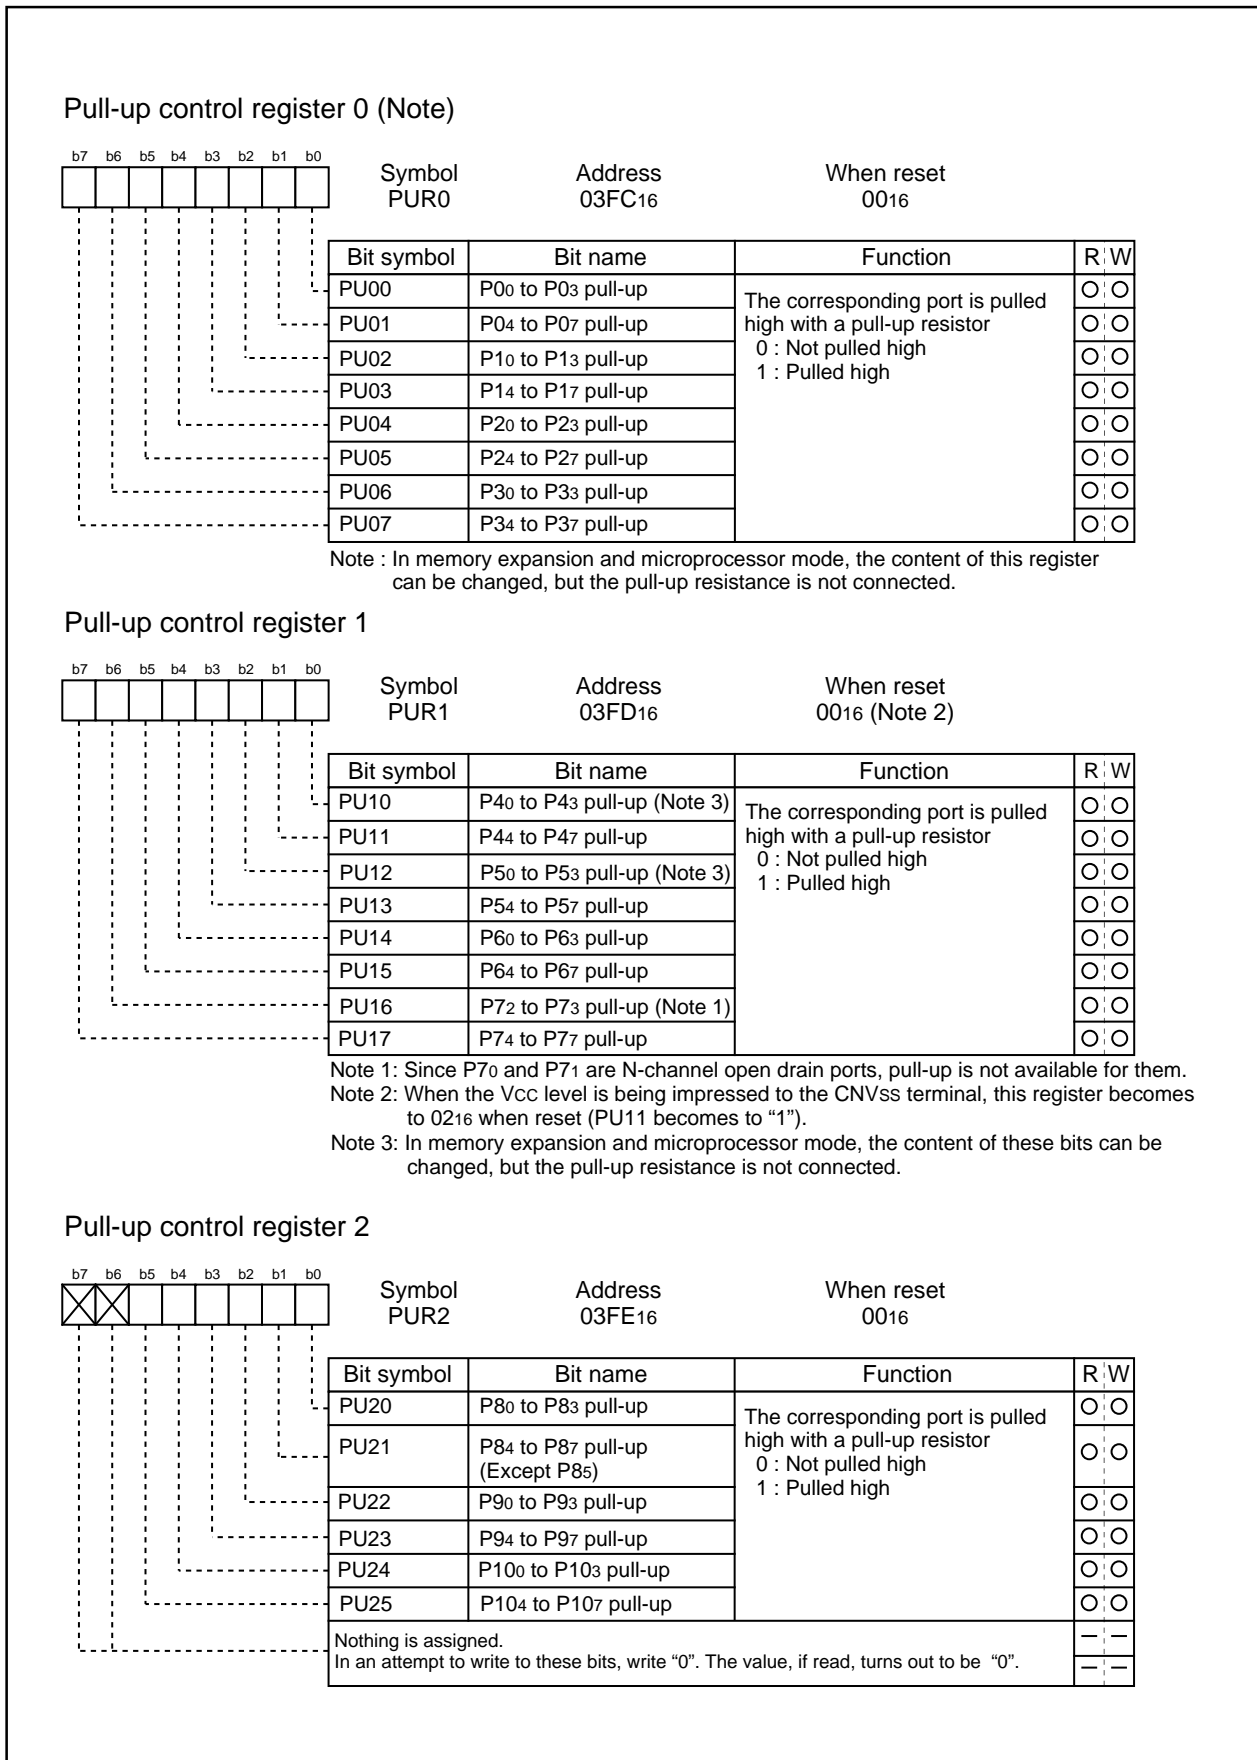 Pull-up control register 0 (Note)
b7 b6 b5 b4 b3 b2 b1 b0
Symbol Address When reset
PUR0 03FC16 0016
Bit symbol Bit name Function R W
PU00 P00 to P03 pull-up The corresponding port is pulled
PU01 P04 to P07 pull-up high with a pull-up resistor
PU02 P10 to P13 pull-up 0 : Not pulled high
PU03 P14 to P17 pull-up 1 : Pulled high
PU04 P20 to P23 pull-up
PU05 P24 to P27 pull-up
PU06 P30 to P33 pull-up
PU07 P34 to P37 pull-up
Note : In memory expansion and microprocessor mode, the content of this register
can be changed, but the pull-up resistance is not connected.
Pull-up control register 1
b7 b6 b5 b4 b3 b2 b1 b0
Symbol Address When reset
PUR1 03FD16 0016 (Note 2)
Bit symbol Bit name Function R W
PU10 P40 to P43 pull-up (Note 3) The corresponding port is pulled
PU11 P44 to P47 pull-up high with a pull-up resistor
0 : Not pulled high
PU12 P50 to P53 pull-up (Note 3) 1 : Pulled high
PU13 P54 to P57 pull-up
PU14 P60 to P63 pull-up
PU15 P64 to P67 pull-up
PU16 P72 to P73 pull-up (Note 1)
PU17 P74 to P77 pull-up
Note 1: Since P70 and P71 are N-channel open drain ports, pull-up is not available for them.
Note 2: When the VCC level is being impressed to the CNVSS terminal, this register becomes
to 0216 when reset (PU11 becomes to “1”).
Note 3: In memory expansion and microprocessor mode, the content of these bits can be
changed, but the pull-up resistance is not connected.
Pull-up control register 2
b7 b6 b5 b4 b3 b2 b1 b0
Symbol Address When reset
PUR2 03FE16 0016
Bit symbol Bit name Function R W
PU20 P80 to P83 pull-up The corresponding port is pulled
PU21 P84 to P87 pull-up high with a pull-up resistor
(Except P85) 0 : Not pulled high
1 : Pulled high
PU22 P90 to P93 pull-up
PU23 P94 to P97 pull-up
PU24 P100 to P103 pull-up
PU25 P104 to P107 pull-up
Nothing is assigned.
In an attempt to write to these bits, write “0”. The value, if read, turns out to be “0”.